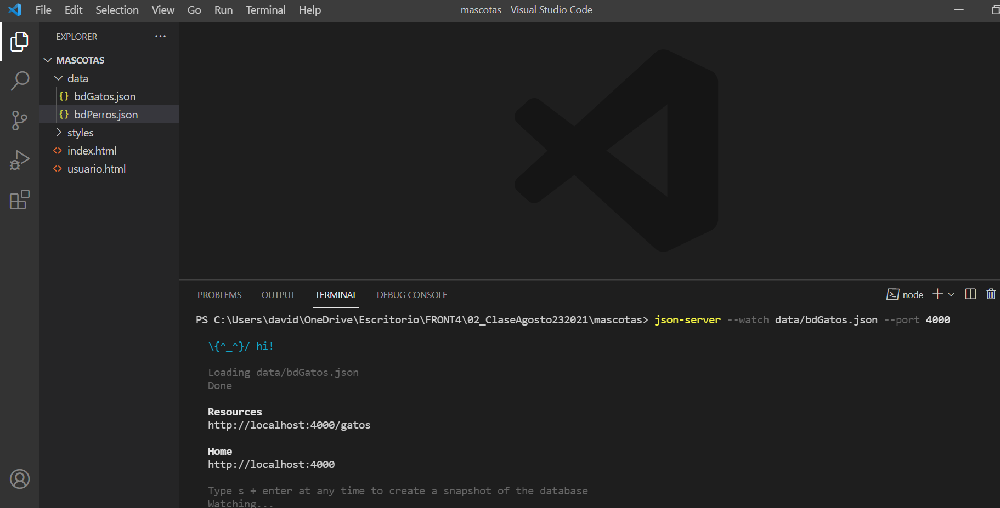 File Edit Selection View Go Run Terminal Help
mascotas - Visual Studio Code
EXPLORER
MASCOTAS
data
{} bdGatos.json
{} bdPerros.json
styles
<> index.html
<> usuario.html
PROBLEMS OUTPUT TERMINAL DEBUG CONSOLE
node
PS C:\Users\david\OneDrive\Escritorio\FRONT4\02_ClaseAgosto232021\mascotas> json-server --watch data/bdGatos.json --port 4000
\{^_^}/ hi!
Loading data/bdGatos.json
Done
Resources
http://localhost:4000/gatos
Home
http://localhost:4000
Type s + enter at any time to create a snapshot of the database
Watching...